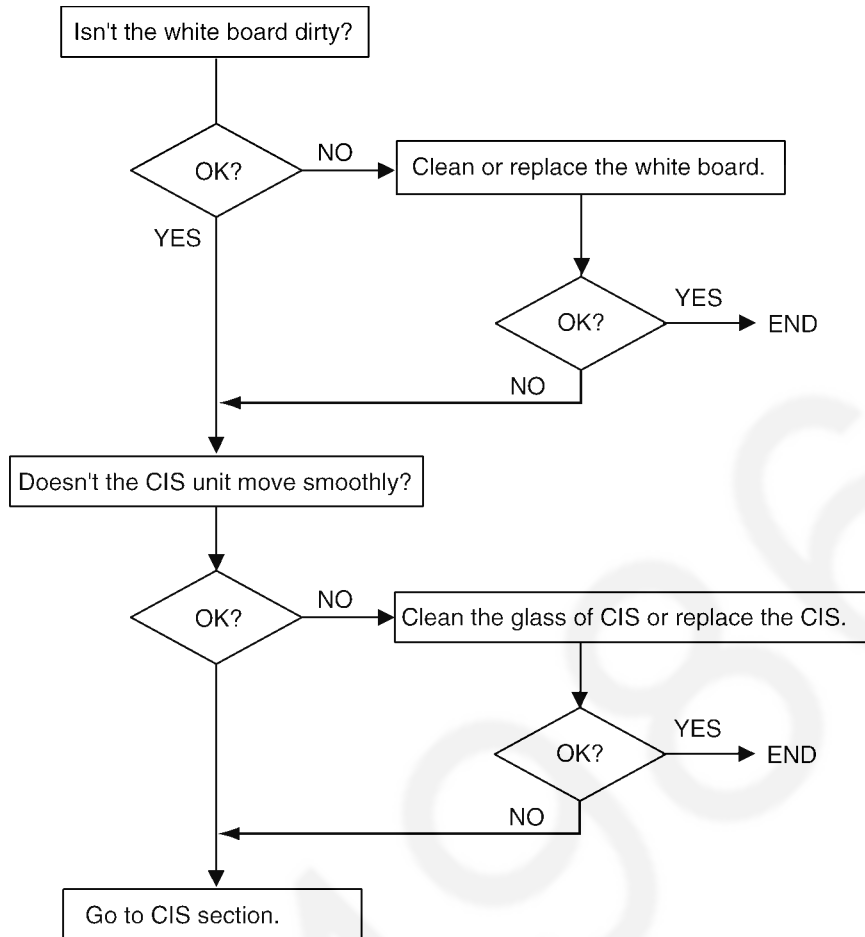 Isn't the white board dirty?
OK?
NO
Clean or replace the white board.
YES
OK?
YES
END
NO
Doesn't the CIS unit move smoothly?
OK?
NO
Clean the glass of CIS or replace the CIS.
OK?
YES
END
NO
Go to CIS section.